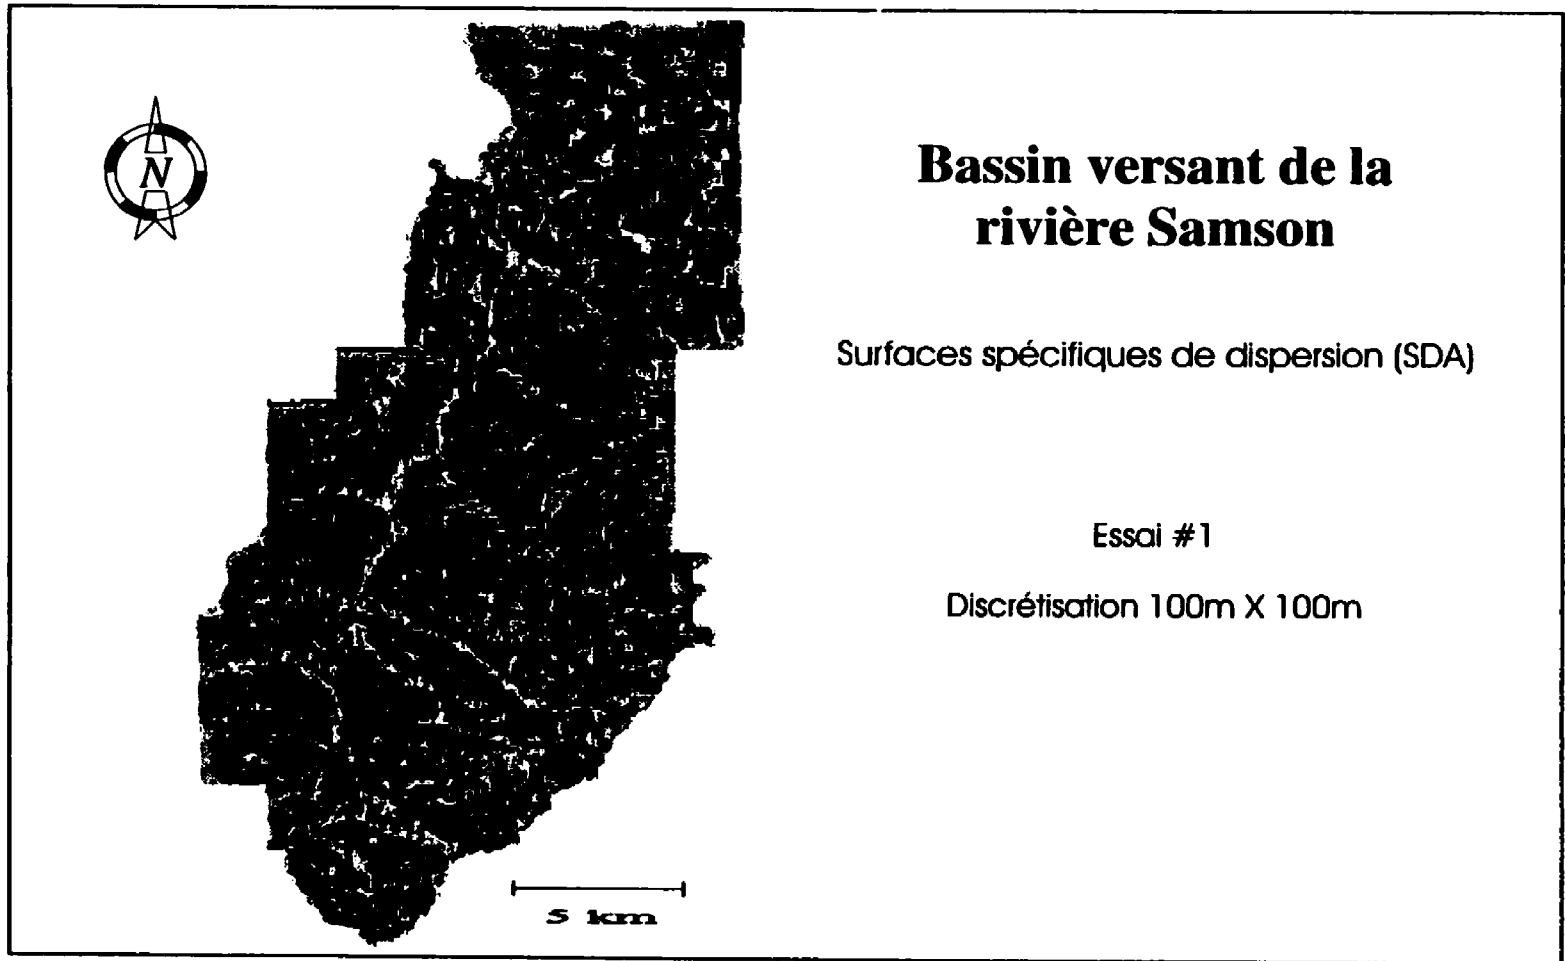 N
Bassin versant de la
rivière Samson
Surfaces spécifiques de dispersion (SDA)
Essai #1
Discrétisation 100m X 100m
5 km